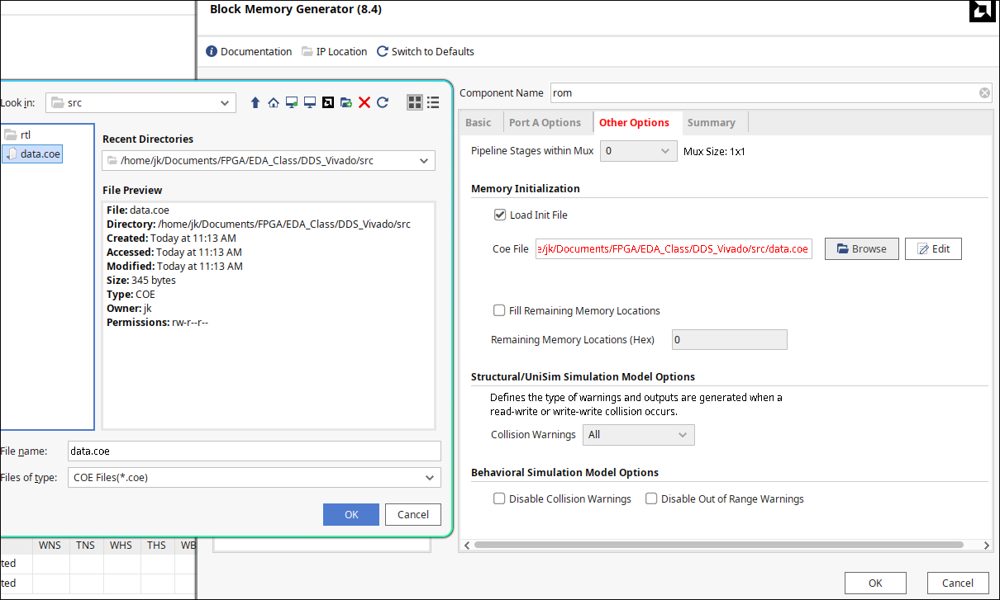 Block Memory Generator (8.4)
Documentation IP Location Switch to Defaults
Look in: src
rtl
data.coe
Recent Directories
/home/jk/Documents/FPGA/EDA_Class/DDS_Vivado/src
File Preview
File: data.coe
Directory: /home/jk/Documents/FPGA/EDA_Class/DDS_Vivado/src
Created: Today at 11:13 AM
Accessed: Today at 11:13 AM
Modified: Today at 11:13 AM
Size: 345 bytes
Type: COE
Owner: jk
Permissions: rw-r--r--
File name: data.coe
Files of type: COE Files(*.coe)
OK Cancel
WNS TNS WHS THS WB
ted
ted
Component Name rom
Basic Port A Options Other Options Summary
Pipeline Stages within Mux 0 Mux Size: 1x1
Memory Initialization
Load Init File
Coe File e/jk/Documents/FPGA/EDA_Class/DDS_Vivado/src/data.coe Browse Edit
Fill Remaining Memory Locations
Remaining Memory Locations (Hex) 0
Structural/UniSim Simulation Model Options
Defines the type of warnings and outputs are generated when a
read-write or write-write collision occurs.
Collision Warnings All
Behavioral Simulation Model Options
Disable Collision Warnings Disable Out of Range Warnings
OK Cancel